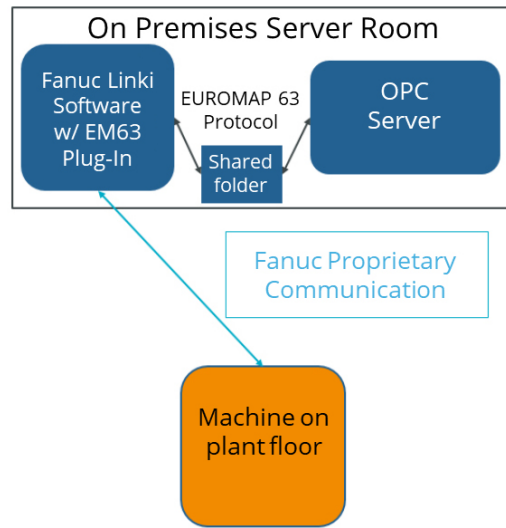 On Premises Server Room
Fanuc Linki
Software
w/ EM63
Plug-In
EUROMAP 63
Protocol
Shared
folder
OPC
Server
Fanuc Proprietary
Communication
Machine on
plant floor